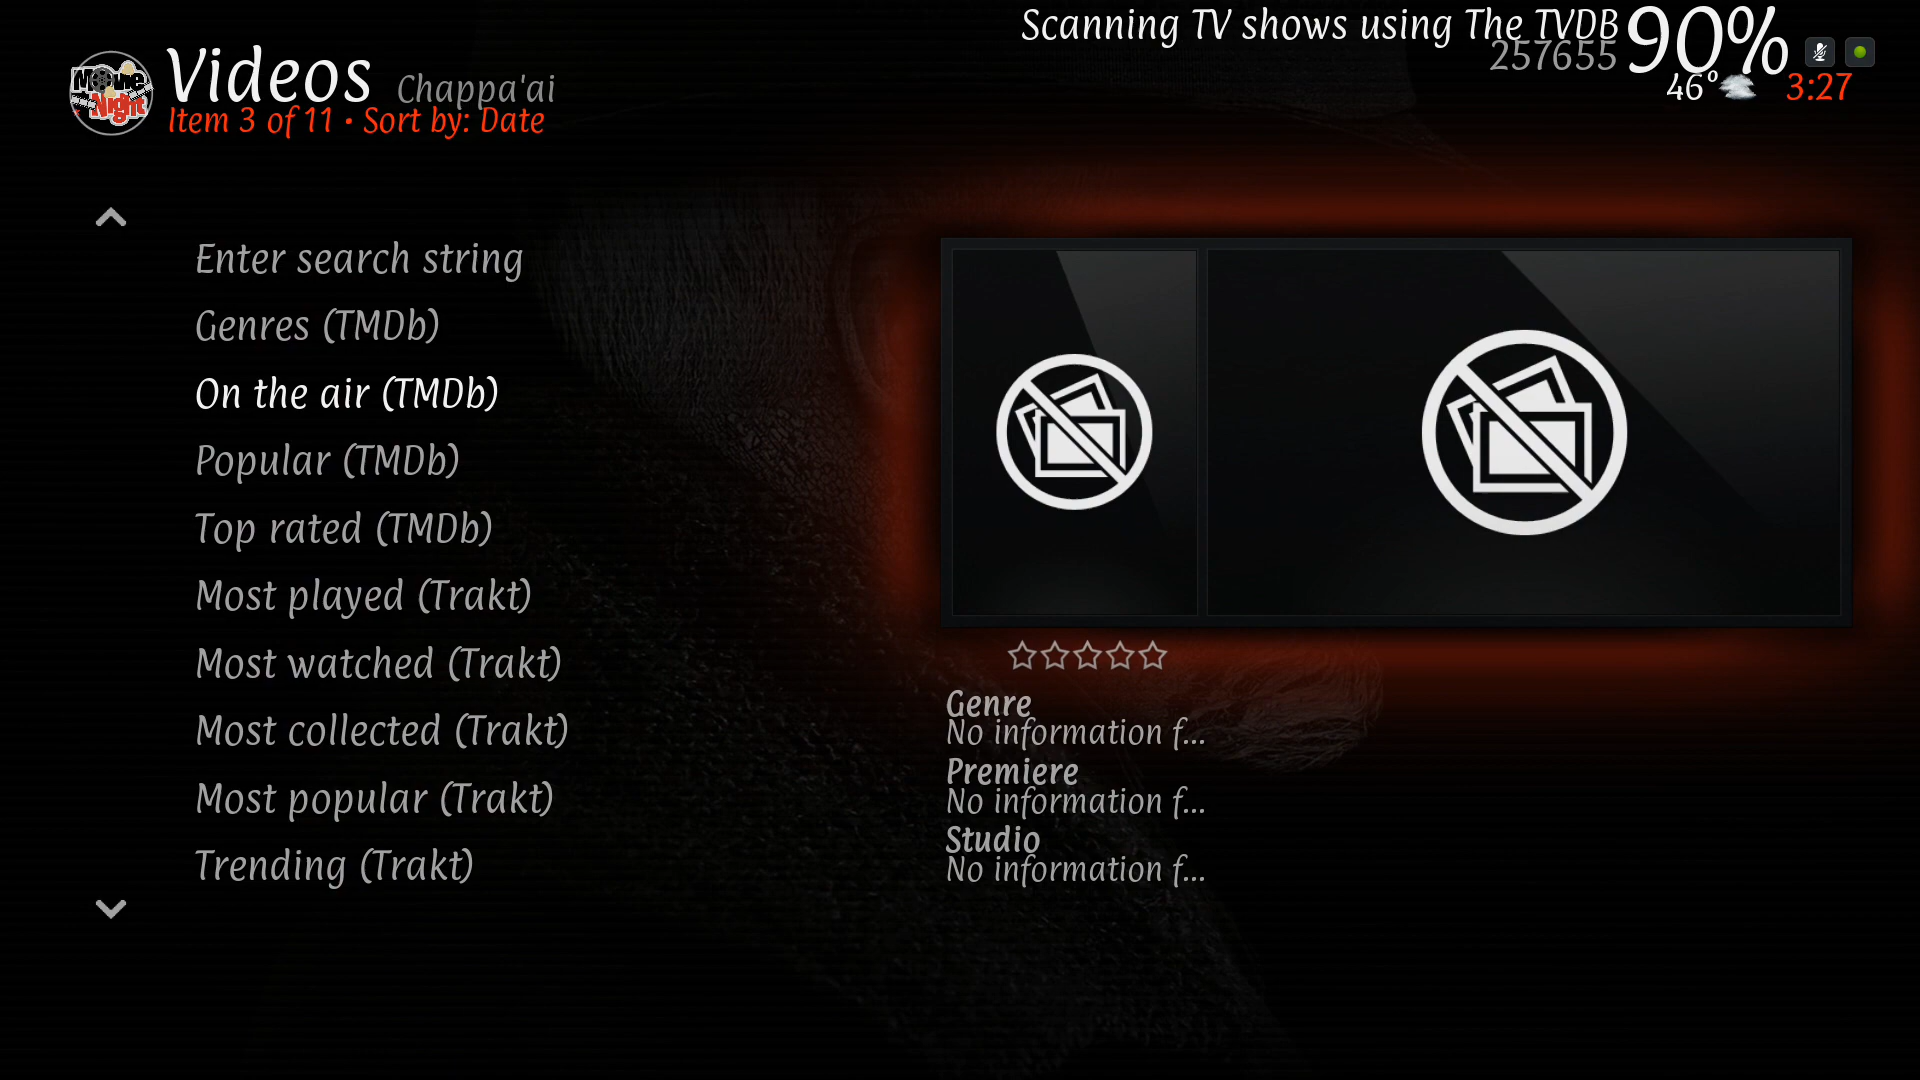 Scanning TV shows using The TVDB 90%
257655
46° 3:27
Movie
Night
Videos Chappa'ai
Item 3 of 11 • Sort by: Date
Enter search string
Genres (TMDb)
On the air (TMDb)
Popular (TMDb)
Top rated (TMDb)
Most played (Trakt)
Most watched (Trakt)
Most collected (Trakt)
Most popular (Trakt)
Trending (Trakt)
Genre
No information f...
Premiere
No information f...
Studio
No information f...